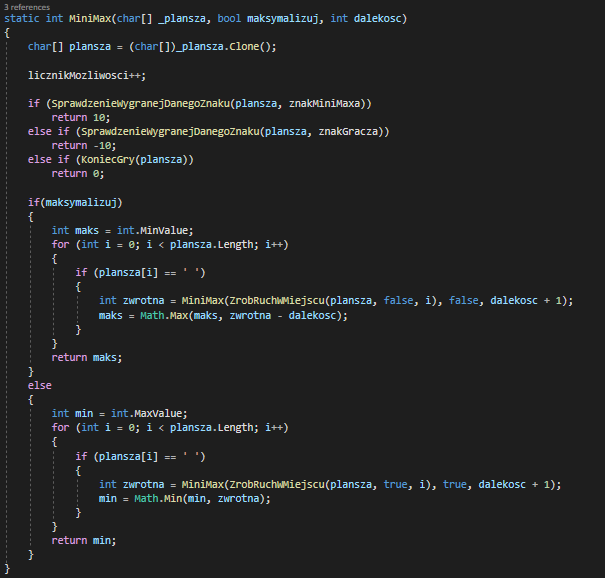 3 references
static int MiniMax(char[] _plansza, bool maksymalizuj, int dalekosc)
{
char[] plansza = (char[])_plansza.Clone();
licznikMozliwosci++;
if (SprawdzenieWygranejDanegoZnaku(plansza, znakMiniMaxa))
return 10;
else if (SprawdzenieWygranejDanegoZnaku(plansza, znakGracza))
return -10;
else if (KoniecGry(plansza))
return 0;
if(maksymalizuj)
{
int maks = int.MinValue;
for (int i = 0; i < plansza.Length; i++)
{
if (plansza[i] == ' ')
{
int zwrotna = MiniMax(ZrobRuchWMiejscu(plansza, false, i), false, dalekosc + 1);
maks = Math.Max(maks, zwrotna - dalekosc);
}
}
return maks;
}
else
{
int min = int.MaxValue;
for (int i = 0; i < plansza.Length; i++)
{
if (plansza[i] == ' ')
{
int zwrotna = MiniMax(ZrobRuchWMiejscu(plansza, true, i), true, dalekosc + 1);
min = Math.Min(min, zwrotna);
}
}
return min;
}
}